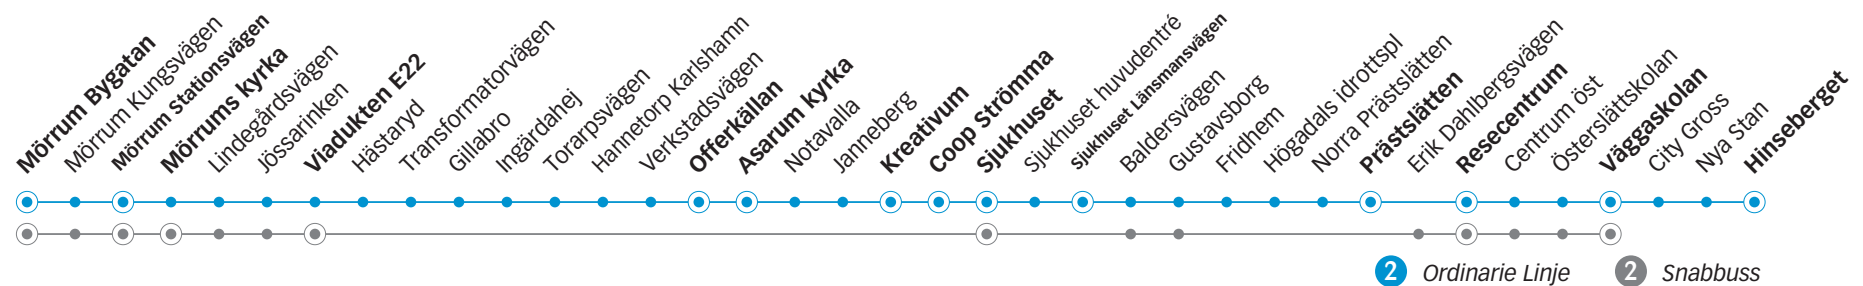 Mörrum Bygatan
Mörrum Kungsvägen
Mörrum Stationsvägen
Mörrums kyrka
Lindegårdsvägen
Jössarinken
Viadukten E22
Hästaryd
Transformatorvägen
Gillabro
Ingärdahej
Torarpsvägen
Hannetorp Karlshamn
Verkstadsvägen
Offerkällan
Asarum kyrka
Notavalla
Janneberg
Kreativum
Coop Strömma
Sjukhuset
Sjukhuset huvudentré
Sjukhuset Länsmansvägen
Baldersvägen
Gustavsborg
Fridhem
Högadals idrottspl
Norra Prästslätten
Prästslätten
Erik Dahlbergsvägen
Resecentrum
Centrum öst
Österslättskolan
Väggaskolan
City Gross
Nya Stan
Hinseberget
2 Ordinarie Linje
2 Snabbuss